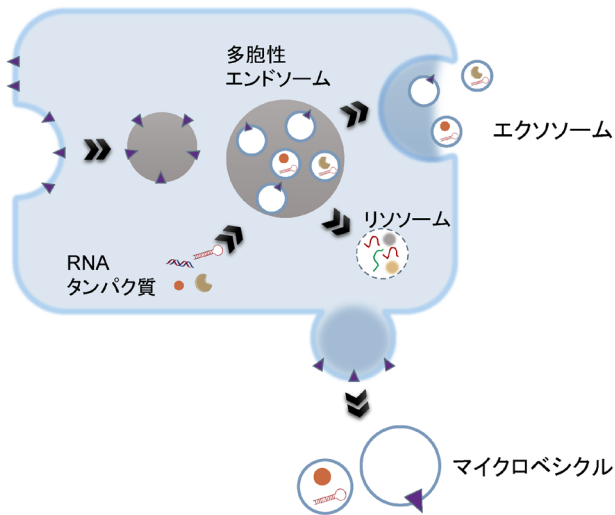 多胞性
エンドソーム
エクソソーム
リソソーム
RNA
タンパク質
マイクロベシクル